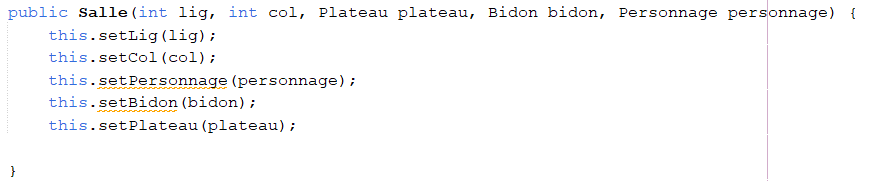 public Salle(int lig, int col, Plateau plateau, Bidon bidon, Personnage personnage) {
this.setLig(lig);
this.setCol(col);
this.setPersonnage(personnage);
this.setBidon(bidon);
this.setPlateau(plateau);
}